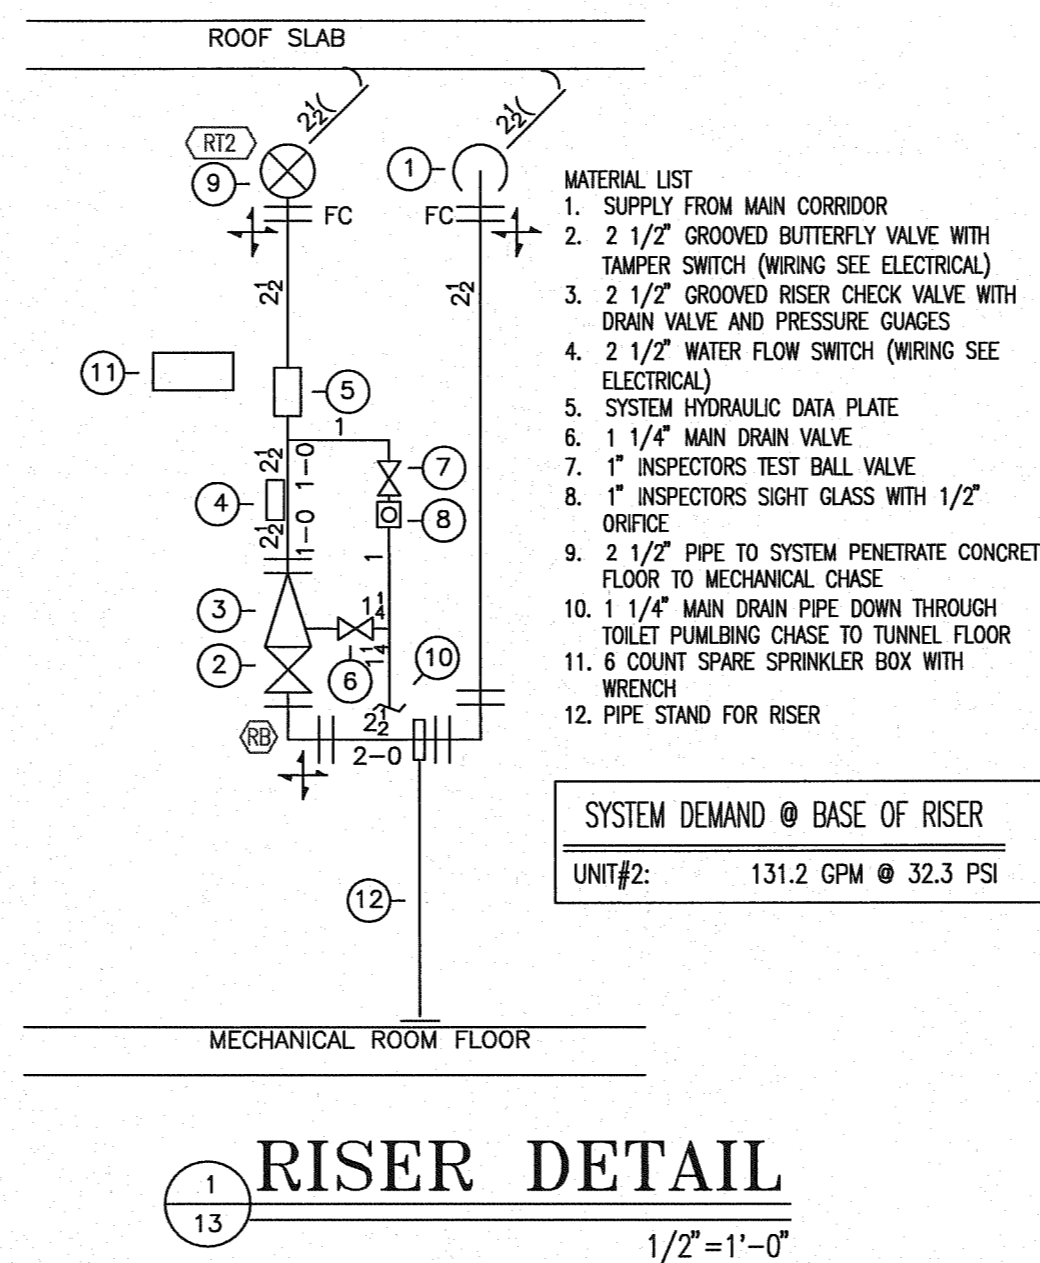 ROOF SLAB
2½(
2½(
RT2
9
1
FC
FC
2½
2½
11
5
1
2½
1-0
7
4
8
2½
1-0
1
3
1¼
2
6
1¼
10
RB
2½
2-0
12
MECHANICAL ROOM FLOOR
MATERIAL LIST
1. SUPPLY FROM MAIN CORRIDOR
2. 2 1/2" GROOVED BUTTERFLY VALVE WITH
TAMPER SWITCH (WIRING SEE ELECTRICAL)
3. 2 1/2" GROOVED RISER CHECK VALVE WITH
DRAIN VALVE AND PRESSURE GUAGES
4. 2 1/2" WATER FLOW SWITCH (WIRING SEE
ELECTRICAL)
5. SYSTEM HYDRAULIC DATA PLATE
6. 1 1/4" MAIN DRAIN VALVE
7. 1" INSPECTORS TEST BALL VALVE
8. 1" INSPECTORS SIGHT GLASS WITH 1/2"
ORIFICE
9. 2 1/2" PIPE TO SYSTEM PENETRATE CONCRET
FLOOR TO MECHANICAL CHASE
10. 1 1/4" MAIN DRAIN PIPE DOWN THROUGH
TOILET PUMLBING CHASE TO TUNNEL FLOOR
11. 6 COUNT SPARE SPRINKLER BOX WITH
WRENCH
12. PIPE STAND FOR RISER
SYSTEM DEMAND @ BASE OF RISER
UNIT#2: 131.2 GPM @ 32.3 PSI
1
13
RISER DETAIL
1/2"=1'-0"